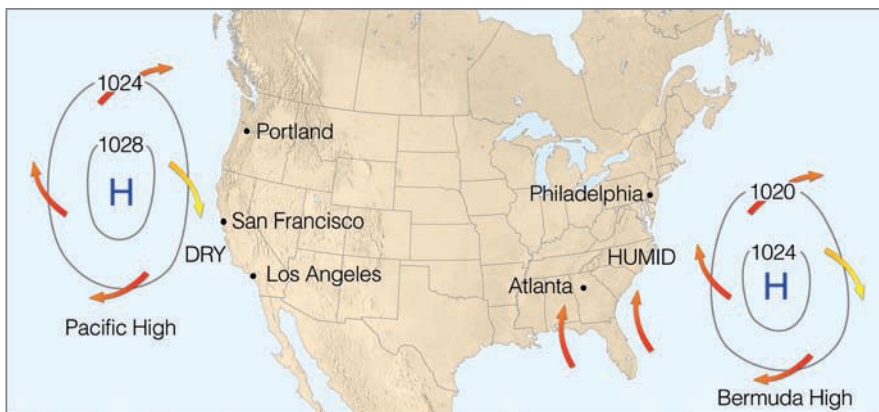 1024
1028
H
Portland
San Francisco
DRY
Los Angeles
Pacific High
Philadelphia
HUMID
Atlanta
1020
1024
H
Bermuda High